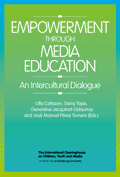 EMPOWERMENT
THROUGH
MEDIA
EDUCATION
An Intercultural Dialogue
Ulla Carlsson, Samy Tayie,
Geneviève Jacquinot-Delaunay
and José Manuel Pérez Tornero (Eds.)
The International Clearinghouse
on Children, Youth and Media